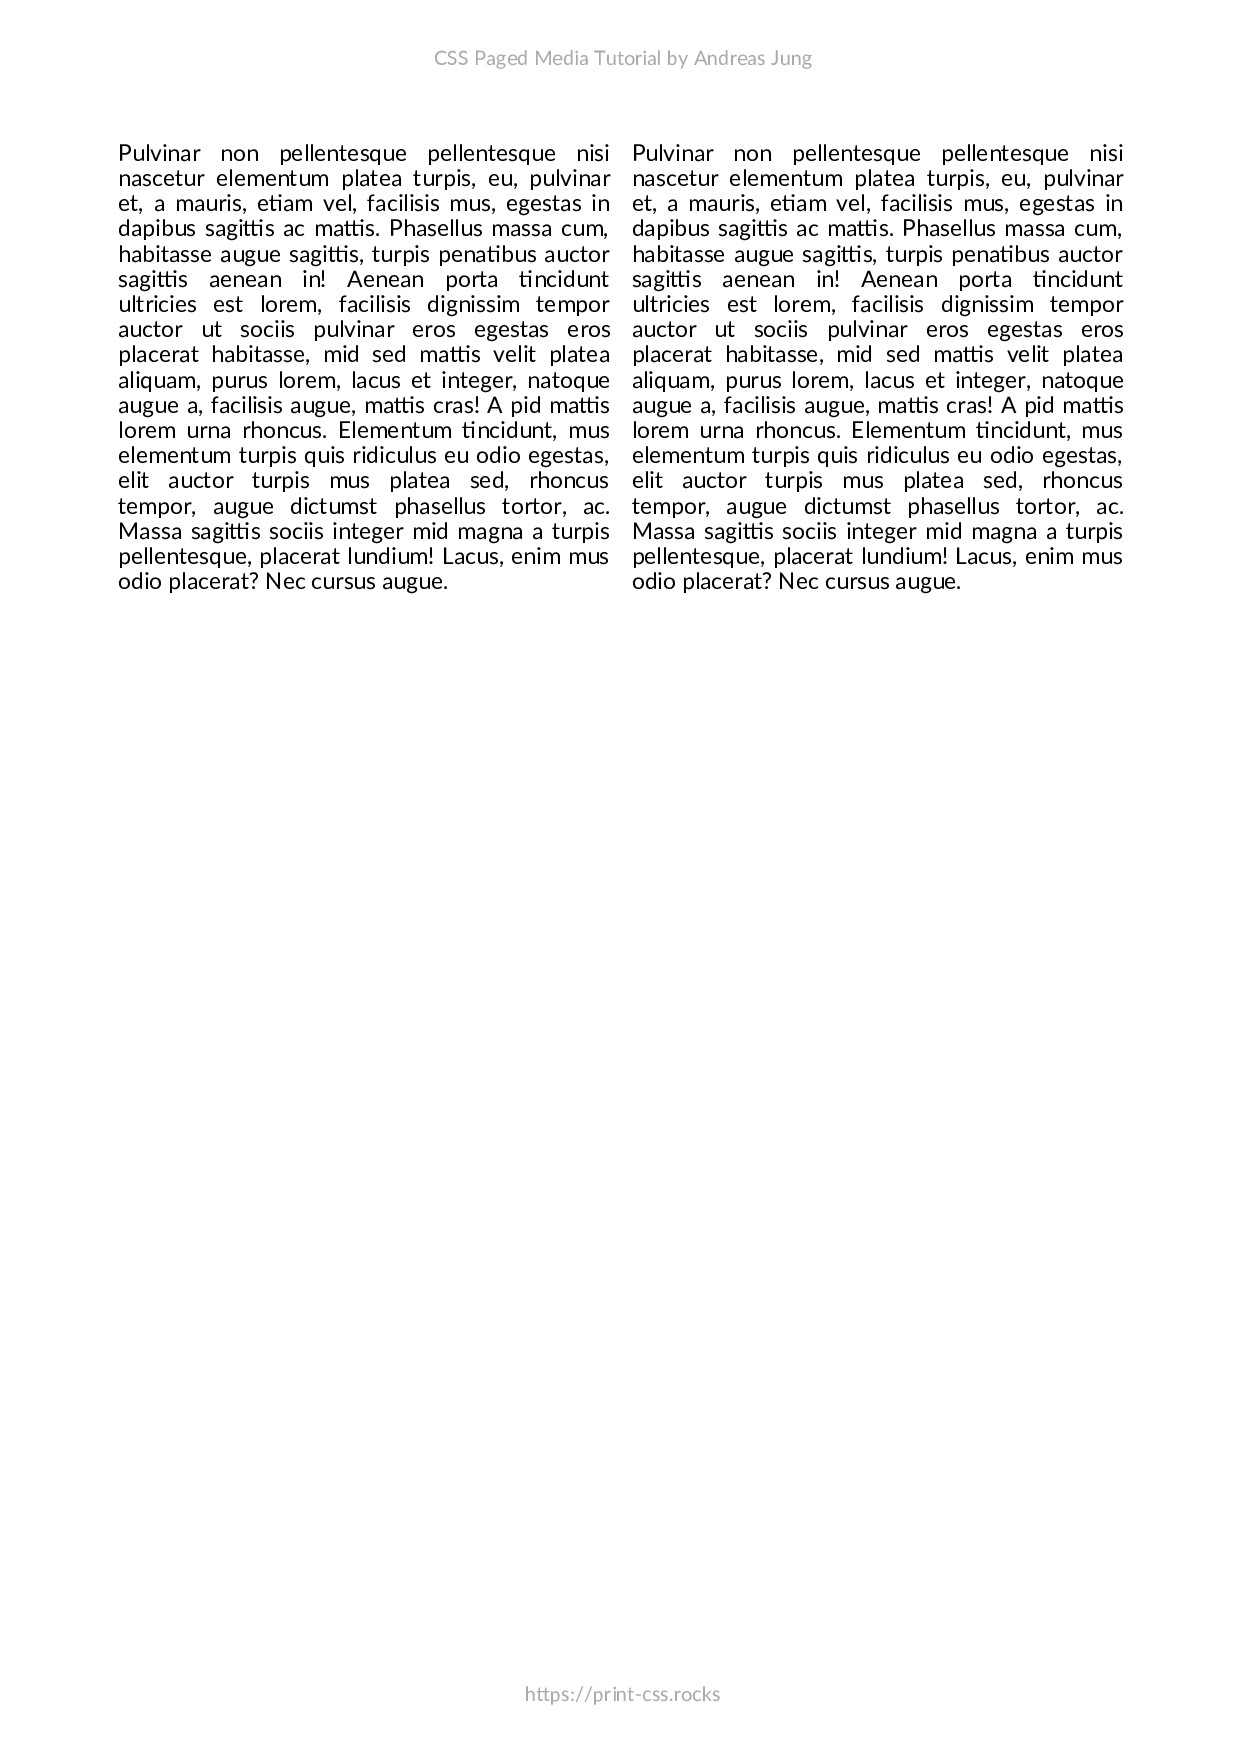 CSS Paged Media Tutorial by Andreas Jung
Pulvinar non pellentesque pellentesque nisi
nascetur elementum platea turpis, eu, pulvinar
et, a mauris, etiam vel, facilisis mus, egestas in
dapibus sagittis ac mattis. Phasellus massa cum,
habitasse augue sagittis, turpis penatibus auctor
sagittis aenean in! Aenean porta tincidunt
ultricies est lorem, facilisis dignissim tempor
auctor ut sociis pulvinar eros egestas eros
placerat habitasse, mid sed mattis velit platea
aliquam, purus lorem, lacus et integer, natoque
augue a, facilisis augue, mattis cras! A pid mattis
lorem urna rhoncus. Elementum tincidunt, mus
elementum turpis quis ridiculus eu odio egestas,
elit auctor turpis mus platea sed, rhoncus
tempor, augue dictumst phasellus tortor, ac.
Massa sagittis sociis integer mid magna a turpis
pellentesque, placerat lundium! Lacus, enim mus
odio placerat? Nec cursus augue.
Pulvinar non pellentesque pellentesque nisi
nascetur elementum platea turpis, eu, pulvinar
et, a mauris, etiam vel, facilisis mus, egestas in
dapibus sagittis ac mattis. Phasellus massa cum,
habitasse augue sagittis, turpis penatibus auctor
sagittis aenean in! Aenean porta tincidunt
ultricies est lorem, facilisis dignissim tempor
auctor ut sociis pulvinar eros egestas eros
placerat habitasse, mid sed mattis velit platea
aliquam, purus lorem, lacus et integer, natoque
augue a, facilisis augue, mattis cras! A pid mattis
lorem urna rhoncus. Elementum tincidunt, mus
elementum turpis quis ridiculus eu odio egestas,
elit auctor turpis mus platea sed, rhoncus
tempor, augue dictumst phasellus tortor, ac.
Massa sagittis sociis integer mid magna a turpis
pellentesque, placerat lundium! Lacus, enim mus
odio placerat? Nec cursus augue.
https://print-css.rocks